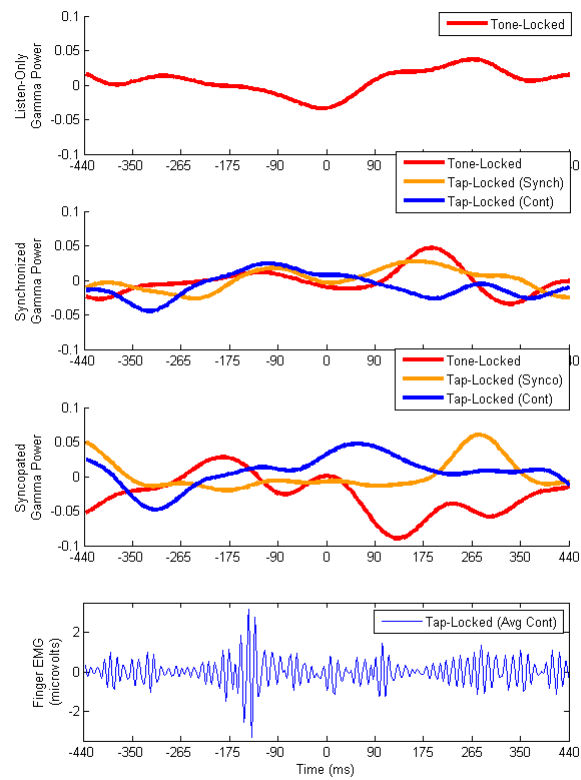 0.1
0.05
0
-0.05
-0.1
Listen-Only
Gamma Power
Tone-Locked
-440 -350 -265 -175 -90 0 90 175 265 350 440
Tone-Locked
Tap-Locked (Synch)
Tap-Locked (Cont)
0.1
0.05
0
-0.05
-0.1
Synchronized
Gamma Power
-440 -350 -265 -175 -90 0 90 175 265 350 440
Tone-Locked
Tap-Locked (Synco)
Tap-Locked (Cont)
0.1
0.05
0
-0.05
-0.1
Syncopated
Gamma Power
-440 -350 -265 -175 -90 0 90 175 265 350 440
Tap-Locked (Avg Cont)
2
0
-2
Finger EMG
(microvolts)
-440 -350 -265 -175 -90 0 90 175 265 350 440
Time (ms)